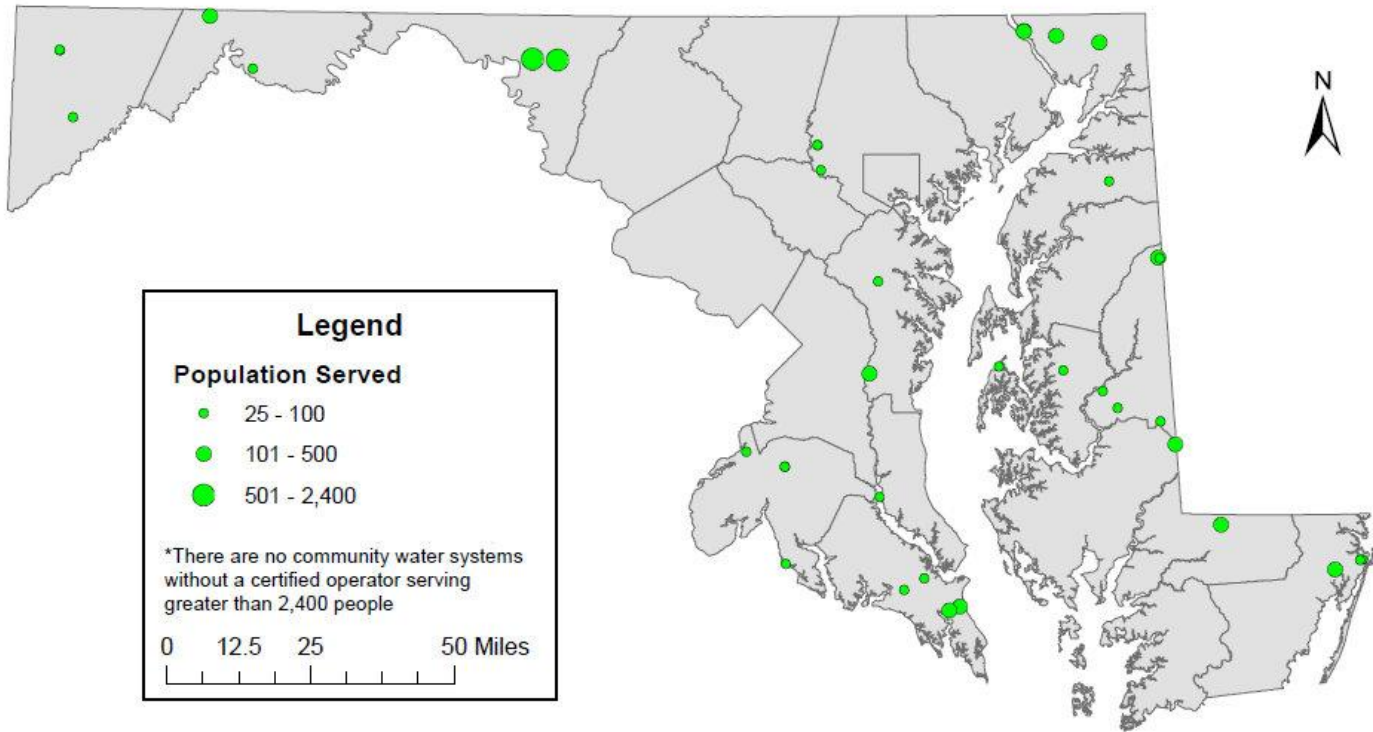 N
Legend
Population Served
25 - 100
101 - 500
501 - 2,400
*There are no community water systems
without a certified operator serving
greater than 2,400 people
0 12.5 25 50 Miles